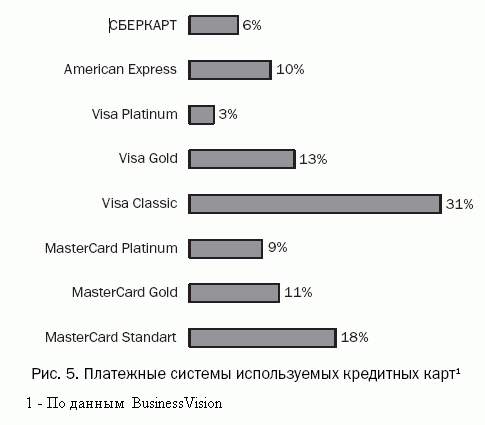 СБЕРКАРТ 6%
American Express 10%
Visa Platinum 3%
Visa Gold 13%
Visa Classic 31%
MasterCard Platinum 9%
MasterCard Gold 11%
MasterCard Standart 18%
Рис. 5. Платежные системы используемых кредитных карт¹
1 - По данным BusinessVision